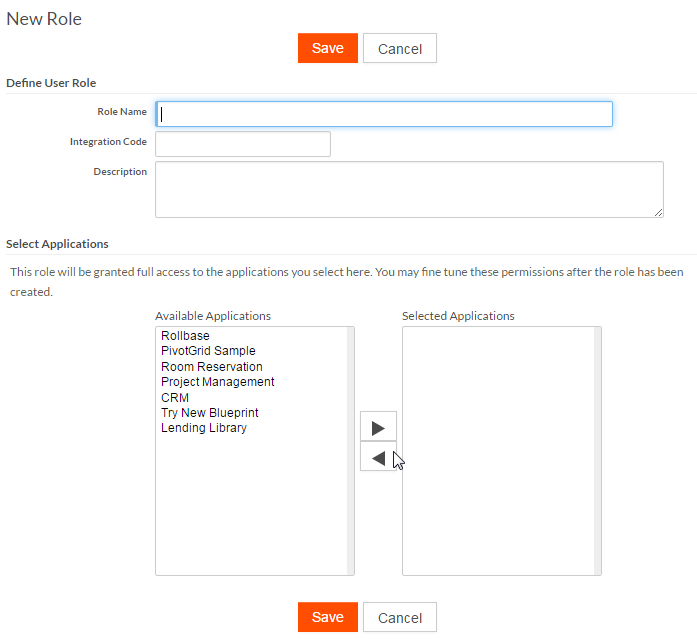 New Role
Save Cancel
Define User Role
Role Name
Integration Code
Description
Select Applications
This role will be granted full access to the applications you select here. You may fine tune these permissions after the role has been
created.
Available Applications Selected Applications
Rollbase
PivotGrid Sample
Room Reservation
Project Management
CRM
Try New Blueprint
Lending Library
Save Cancel